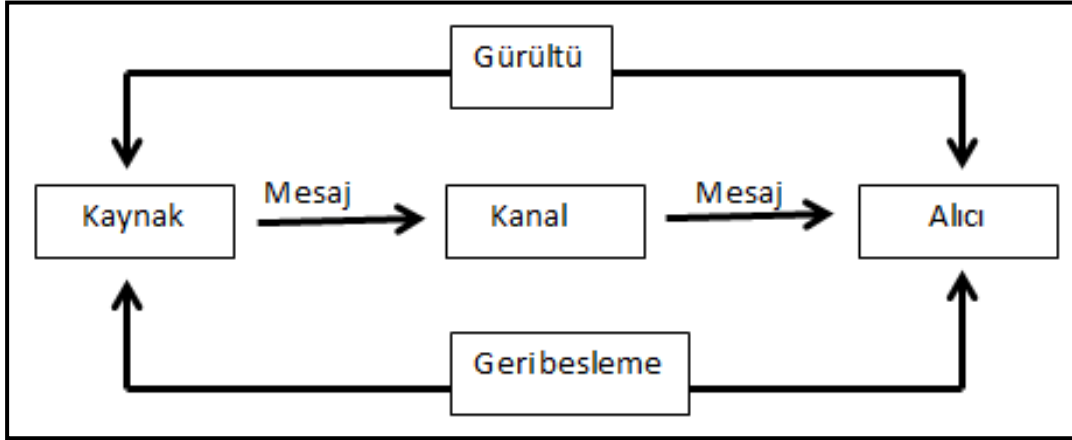 Gürültü
Mesaj
Mesaj
Kaynak
Kanal
Alıcı
Geribesleme